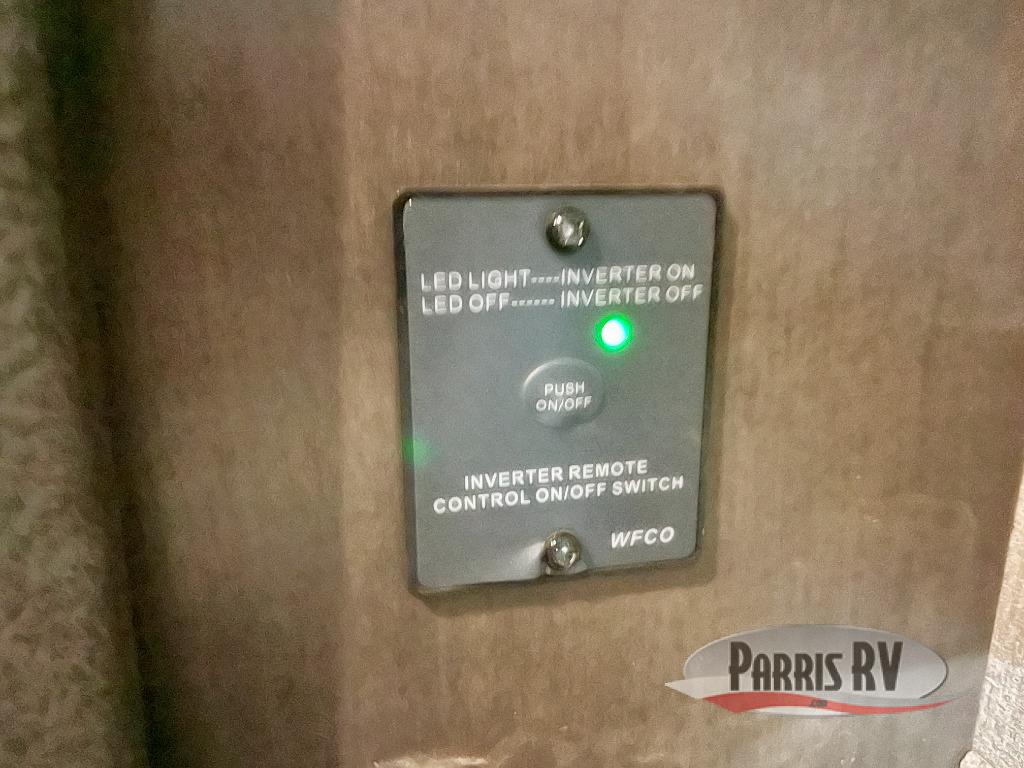 LED LIGHT----INVERTER ON
LED OFF------ INVERTER OFF
PUSH
ON/OFF
INVERTER REMOTE
CONTROL ON/OFF SWITCH
WFCO
PARRIS RV